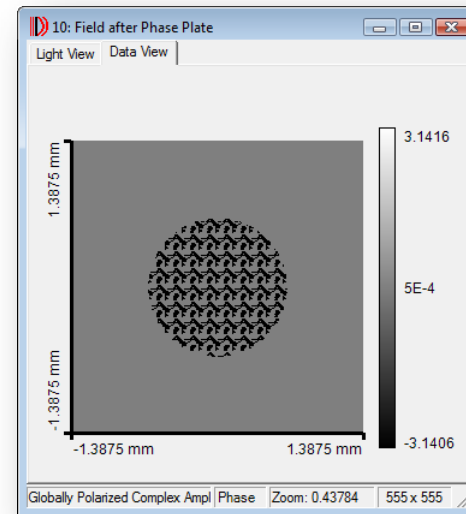 10: Field after Phase Plate
Light View Data View
3.1416
1.3875 mm
5E-4
-1.3875 mm
-3.1406
-1.3875 mm 1.3875 mm
Globally Polarized Complex Ampl Phase Zoom: 0.43784 555 x 555